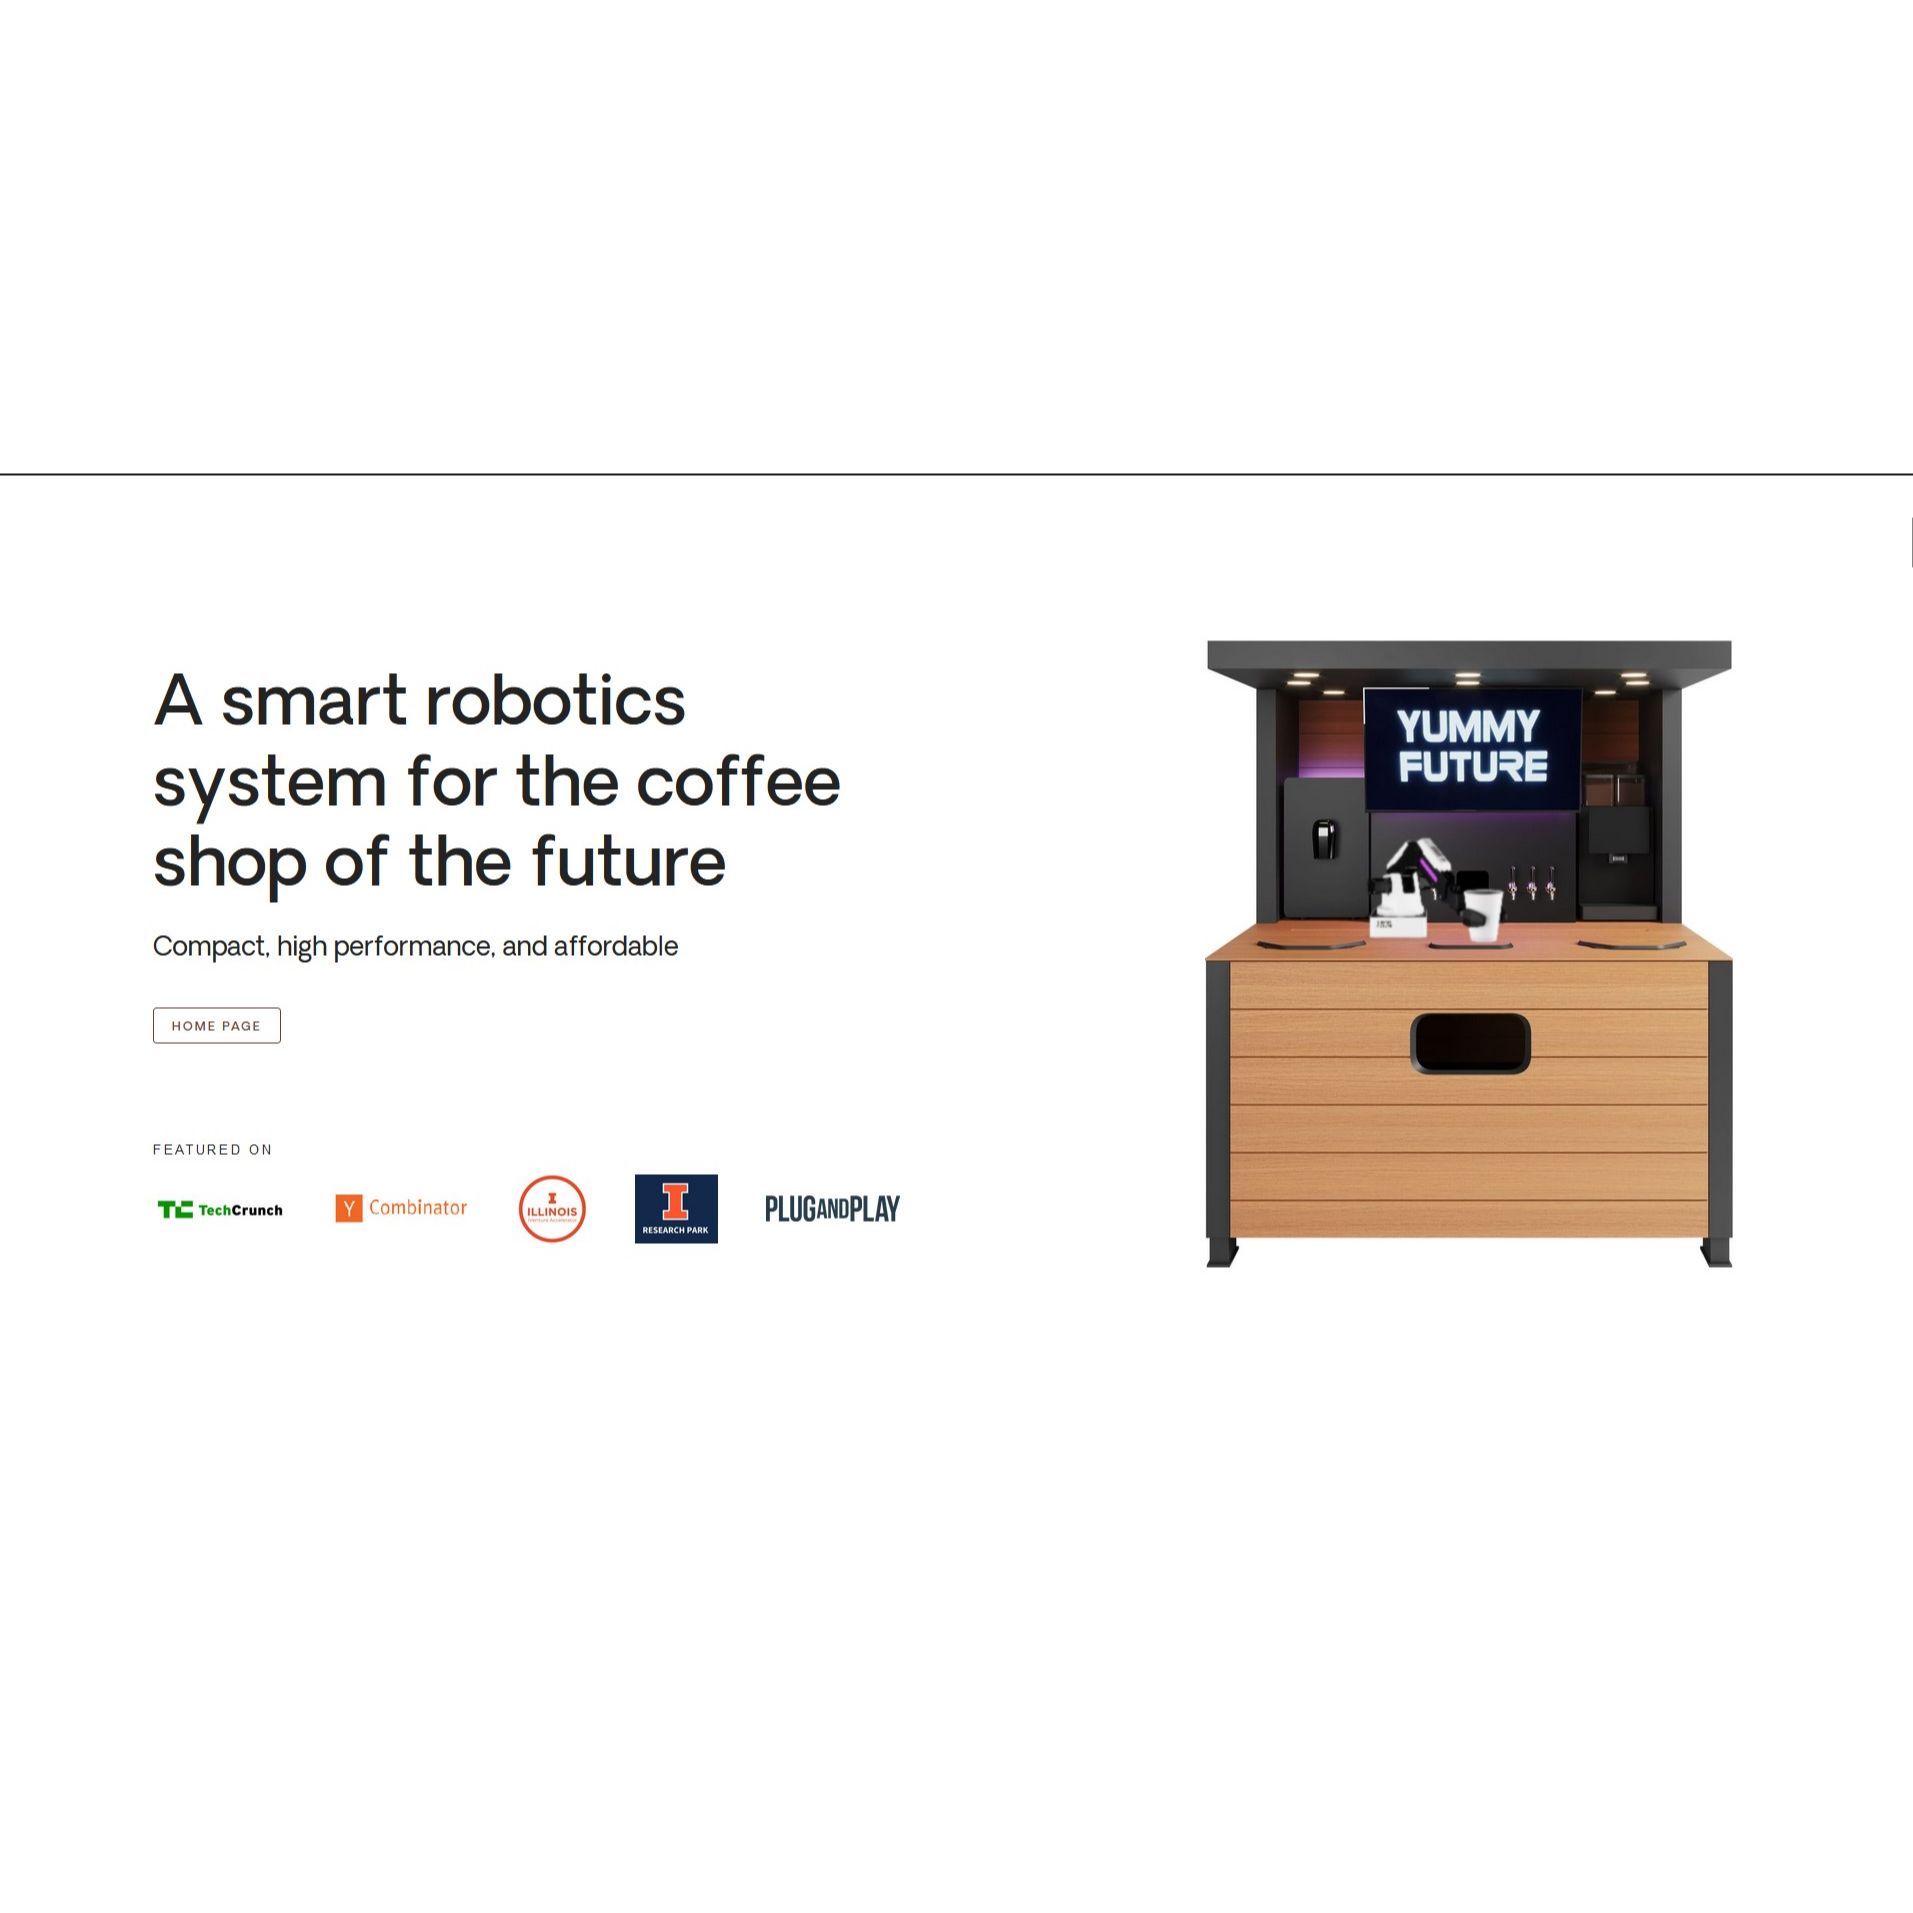 A smart robotics
system for the coffee
shop of the future
Compact, high performance, and affordable
HOME PAGE
FEATURED ON
TC TechCrunch
Y Combinator
I
ILLINOIS
I
RESEARCH PARK
PLUGANDPLAY
YUMMY
FUTURE